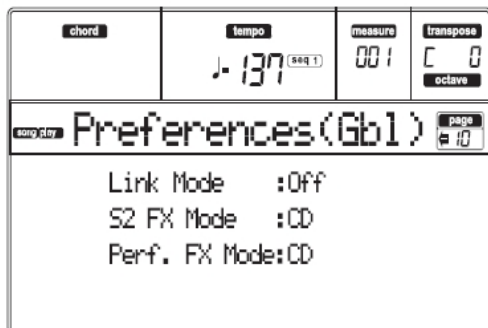 chord tempo measure transpose
♩- 137 seq 1 001 C 0
octave
song play Preferences(Gbl) page
10
Link Mode :Off
S2 FX Mode :CD
Perf. FX Mode:CD